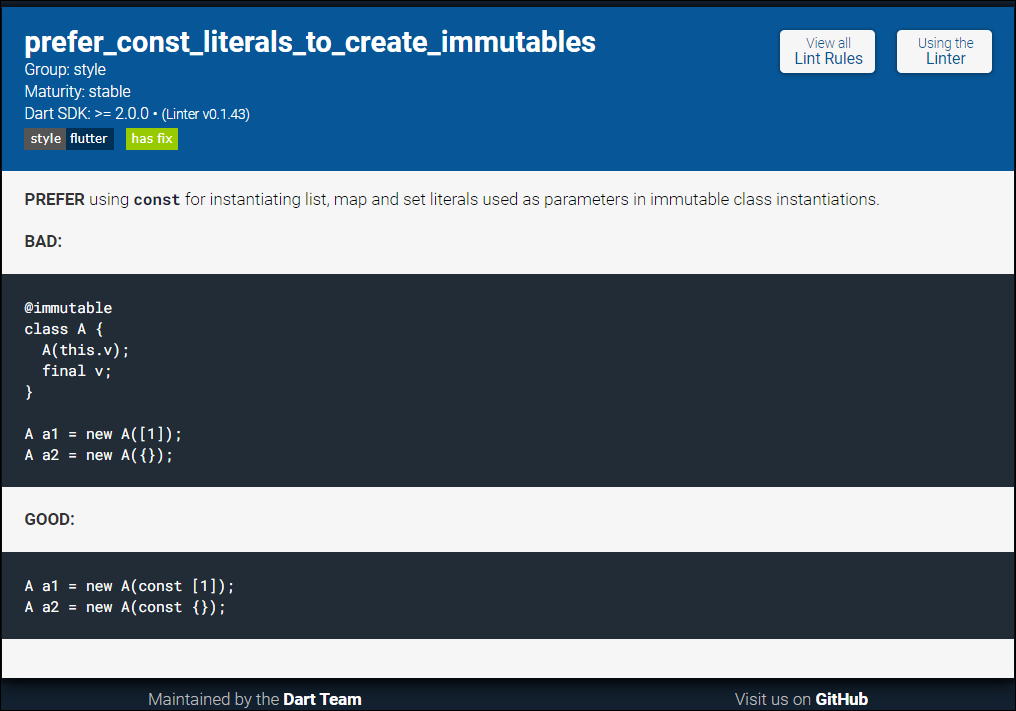 prefer_const_literals_to_create_immutables
View all
Lint Rules
Using the
Linter
Group: style
Maturity: stable
Dart SDK: >= 2.0.0 • (Linter v0.1.43)
style flutter has fix
PREFER using const for instantiating list, map and set literals used as parameters in immutable class instantiations.
BAD:
@immutable
class A {
  A(this.v);
  final v;
}
A a1 = new A([1]);
A a2 = new A({});
GOOD:
A a1 = new A(const [1]);
A a2 = new A(const {});
Maintained by the Dart Team
Visit us on GitHub